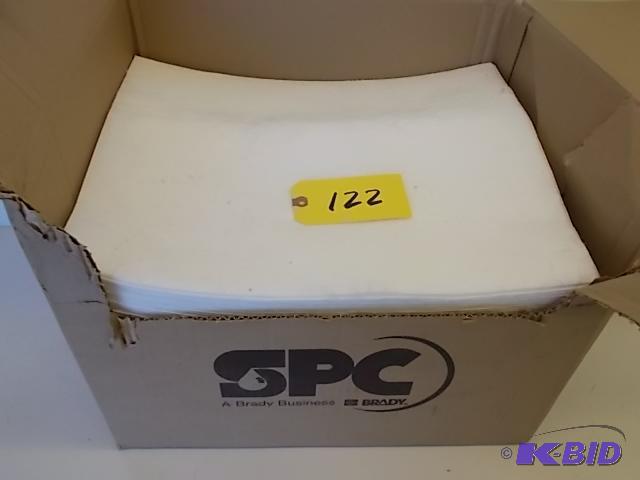 122
SPC
A Brady Business BRADY.
© K-BID